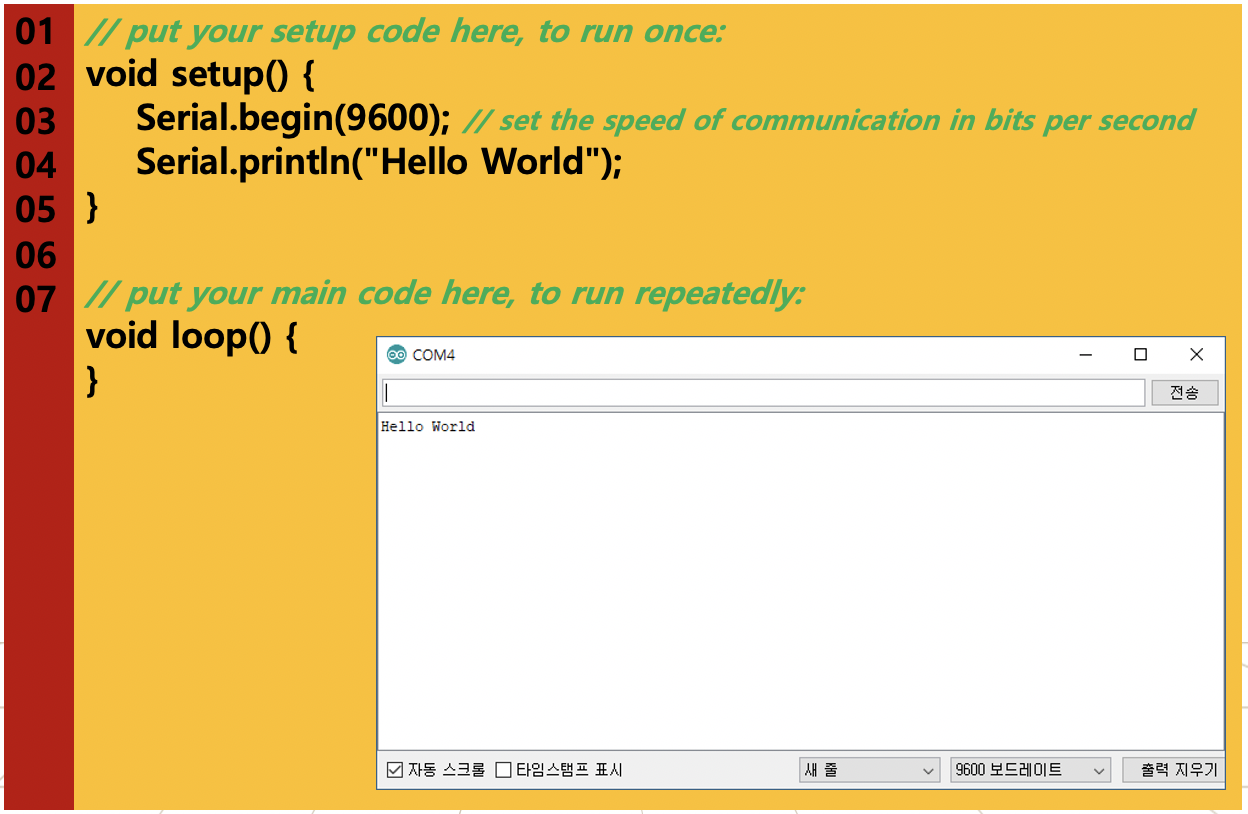 01 // put your setup code here, to run once:
02 void setup() {
03 Serial.begin(9600); // set the speed of communication in bits per second
04 Serial.println("Hello World");
05 }
06
07 // put your main code here, to run repeatedly:
void loop() {
}
COM4
전송
Hello World
자동 스크롤 타임스탬프 표시 새 줄 9600 보드레이트 출력 지우기